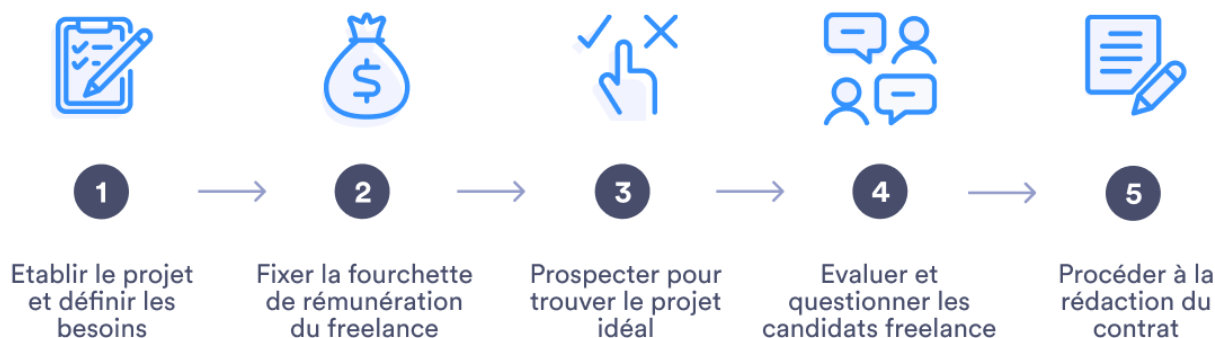 1
2
3
4
5
Etablir le projet
et définir les
besoins
Fixer la fourchette
de rémunération
du freelance
Prospecter pour
trouver le projet
idéal
Evaluer et
questionner les
candidats freelance
Procéder à la
rédaction du
contrat